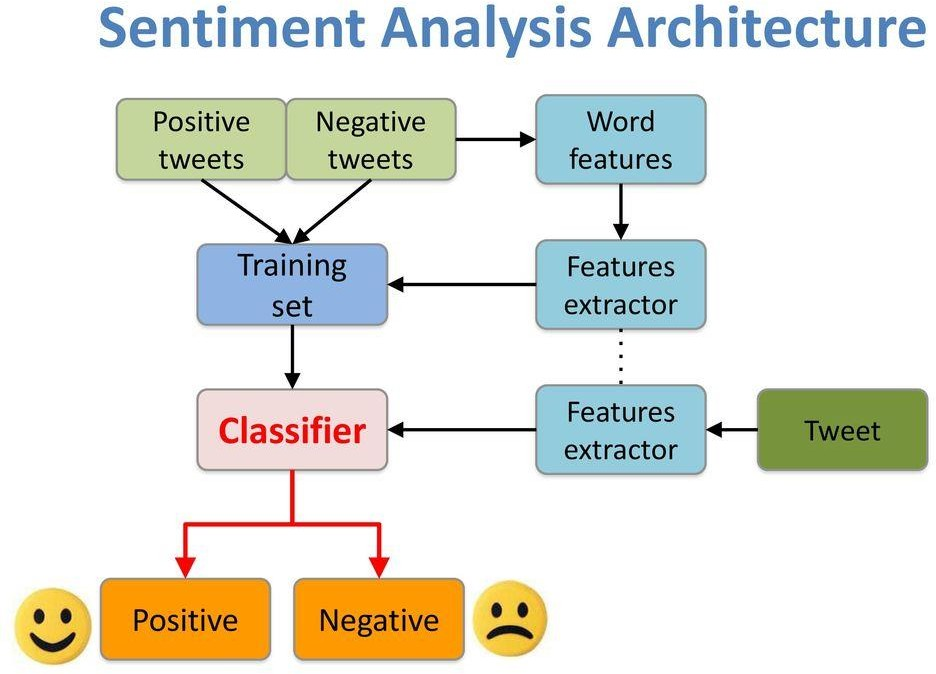 Sentiment Analysis Architecture
Positive
tweets
Negative
tweets
Word
features
Training
set
Features
extractor
Classifier
Features
extractor
Tweet
Positive
Negative